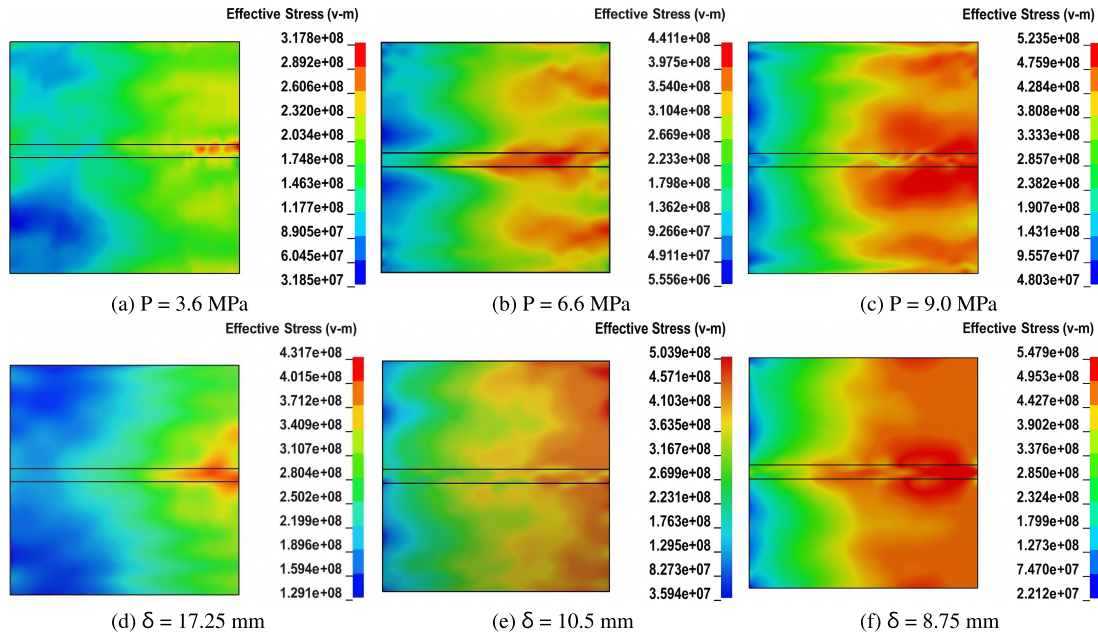 Effective Stress (v-m)
3.178e+08
2.892e+08
2.606e+08
2.320e+08
2.034e+08
1.748e+08
1.463e+08
1.177e+08
8.905e+07
6.045e+07
3.185e+07
(a) P = 3.6 MPa
Effective Stress (v-m)
4.411e+08
3.975e+08
3.540e+08
3.104e+08
2.669e+08
2.233e+08
1.798e+08
1.362e+08
9.266e+07
4.911e+07
5.556e+06
(b) P = 6.6 MPa
Effective Stress (v-m)
5.235e+08
4.759e+08
4.284e+08
3.808e+08
3.333e+08
2.857e+08
2.382e+08
1.907e+08
1.431e+08
9.557e+07
4.803e+07
(c) P = 9.0 MPa
Effective Stress (v-m)
4.317e+08
4.015e+08
3.712e+08
3.409e+08
3.107e+08
2.804e+08
2.502e+08
2.199e+08
1.896e+08
1.594e+08
1.291e+08
(d) δ = 17.25 mm
Effective Stress (v-m)
5.039e+08
4.571e+08
4.103e+08
3.635e+08
3.167e+08
2.699e+08
2.231e+08
1.763e+08
1.295e+08
8.273e+07
3.594e+07
(e) δ = 10.5 mm
Effective Stress (v-m)
5.479e+08
4.953e+08
4.427e+08
3.902e+08
3.376e+08
2.850e+08
2.324e+08
1.799e+08
1.273e+08
7.470e+07
2.212e+07
(f) δ = 8.75 mm